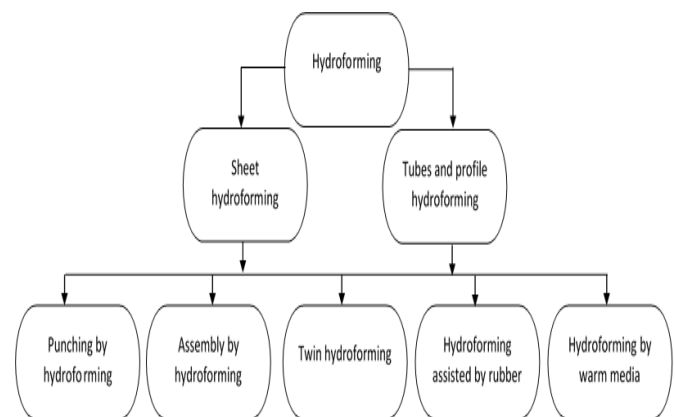 Hydroforming
Sheet
hydroforming
Tubes and profile
hydroforming
Punching by
hydroforming
Assembly by
hydroforming
Twin hydroforming
Hydroforming
assisted by rubber
Hydroforming by
warm media